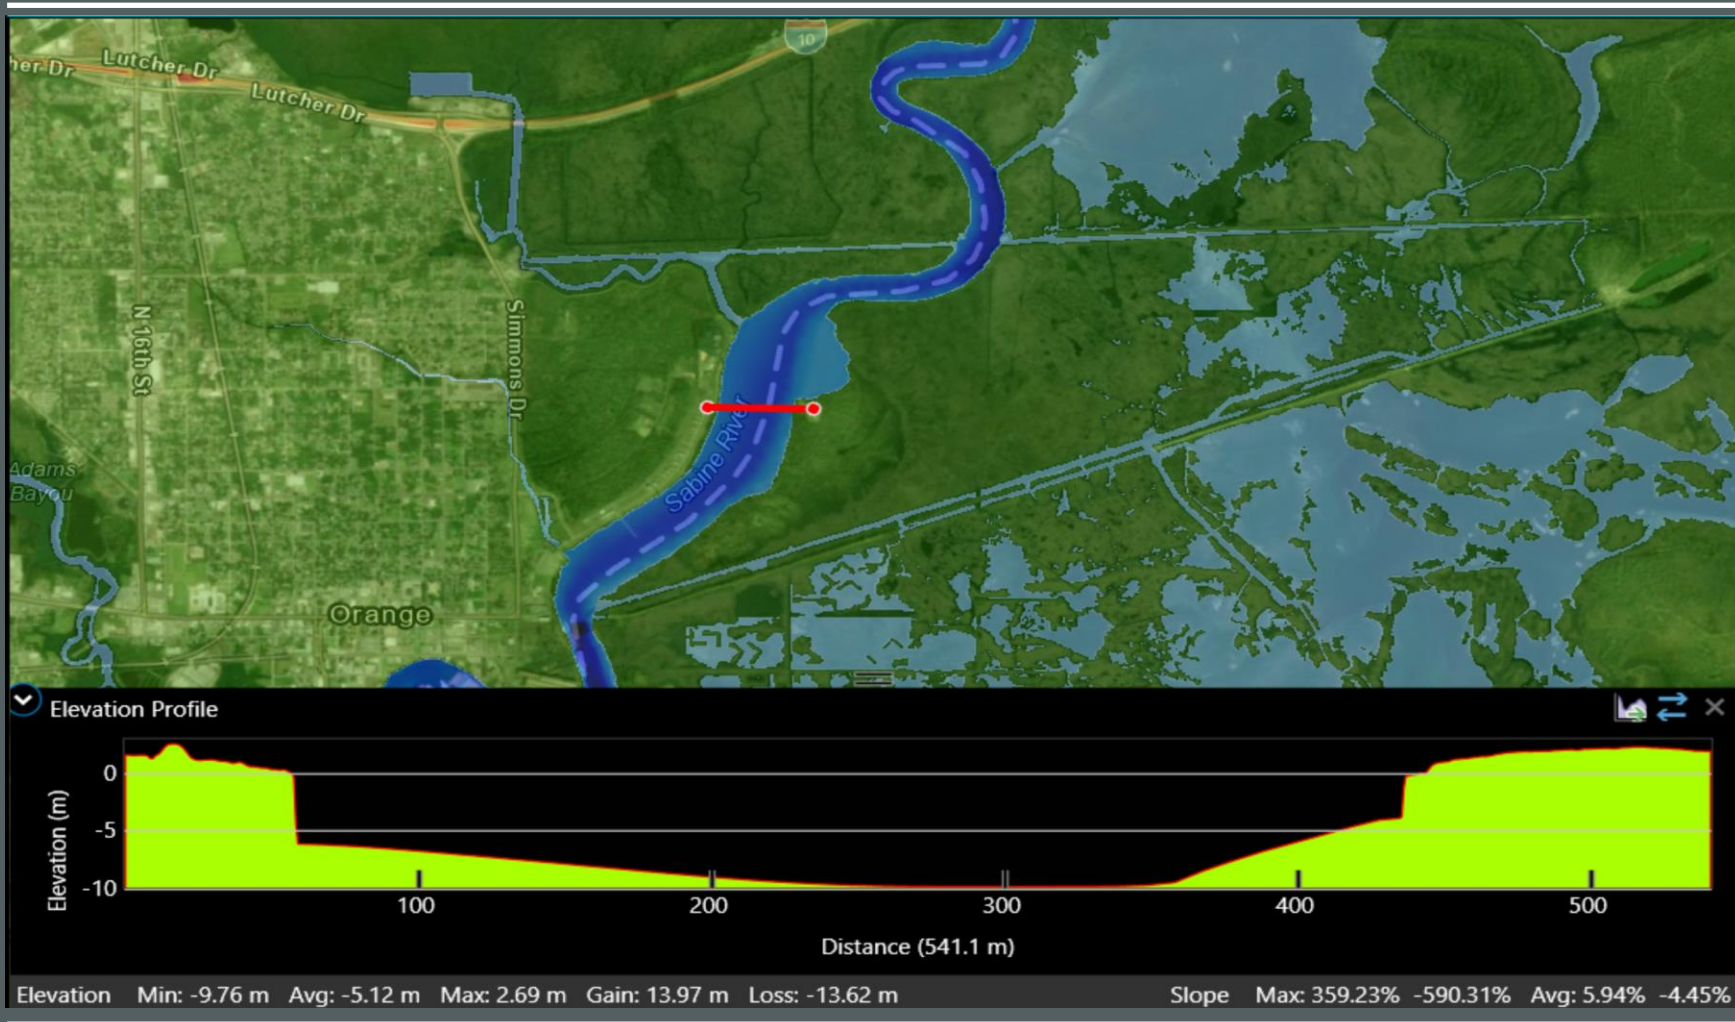 10
Lutcher Dr
her Dr
Lutcher Dr
N 16th St
Simmons Dr
Sabine River
Adams
Bayou
Orange
Elevation Profile
Elevation (m)
0
-5
-10
100 200 300 400 500
Distance (541.1 m)
Elevation Min: -9.76 m Avg: -5.12 m Max: 2.69 m Gain: 13.97 m Loss: -13.62 m Slope Max: 359.23% -590.31% Avg: 5.94% -4.45%